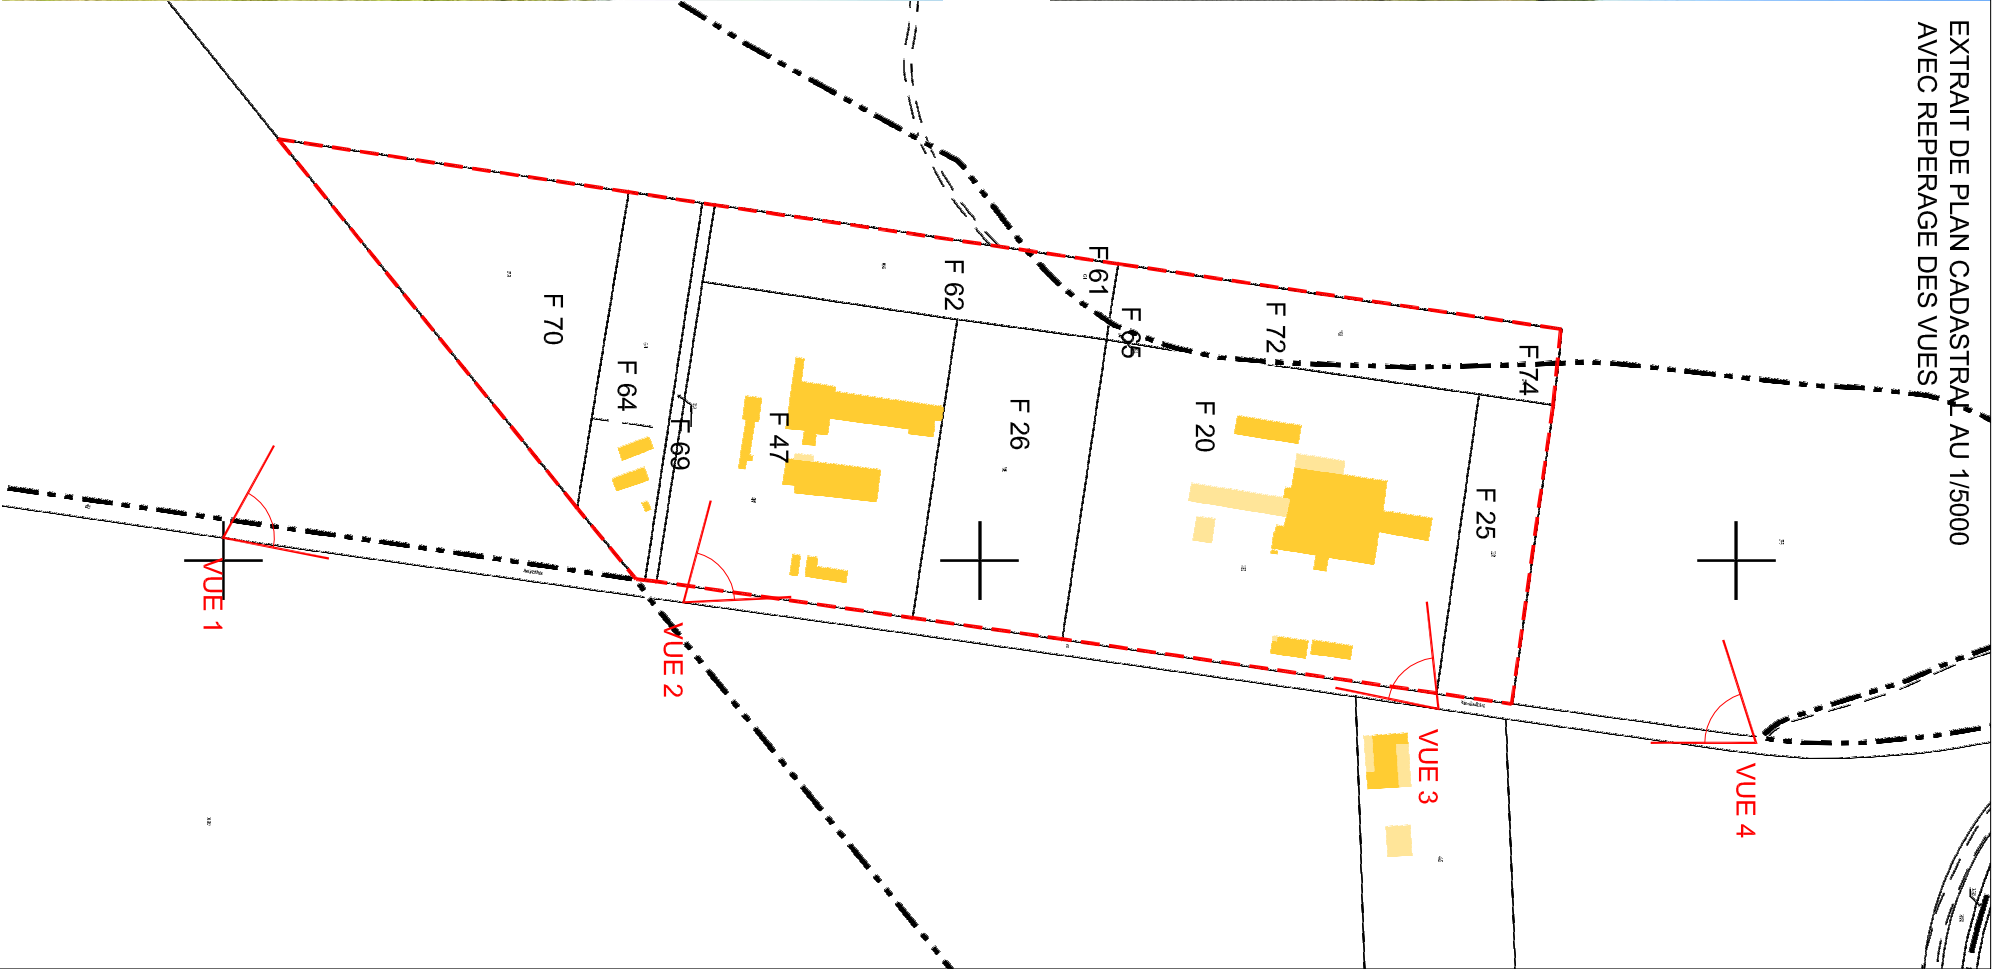 EXTRAIT DE PLAN CADASTRAL AU 1/5000
AVEC REPERAGE DES VUES
F 74
F 25
F 72
F 20
F 65
F 61
F 26
F 62
F 47
F 69
F 64
F 70
VUE 4
VUE 3
VUE 2
VUE 1